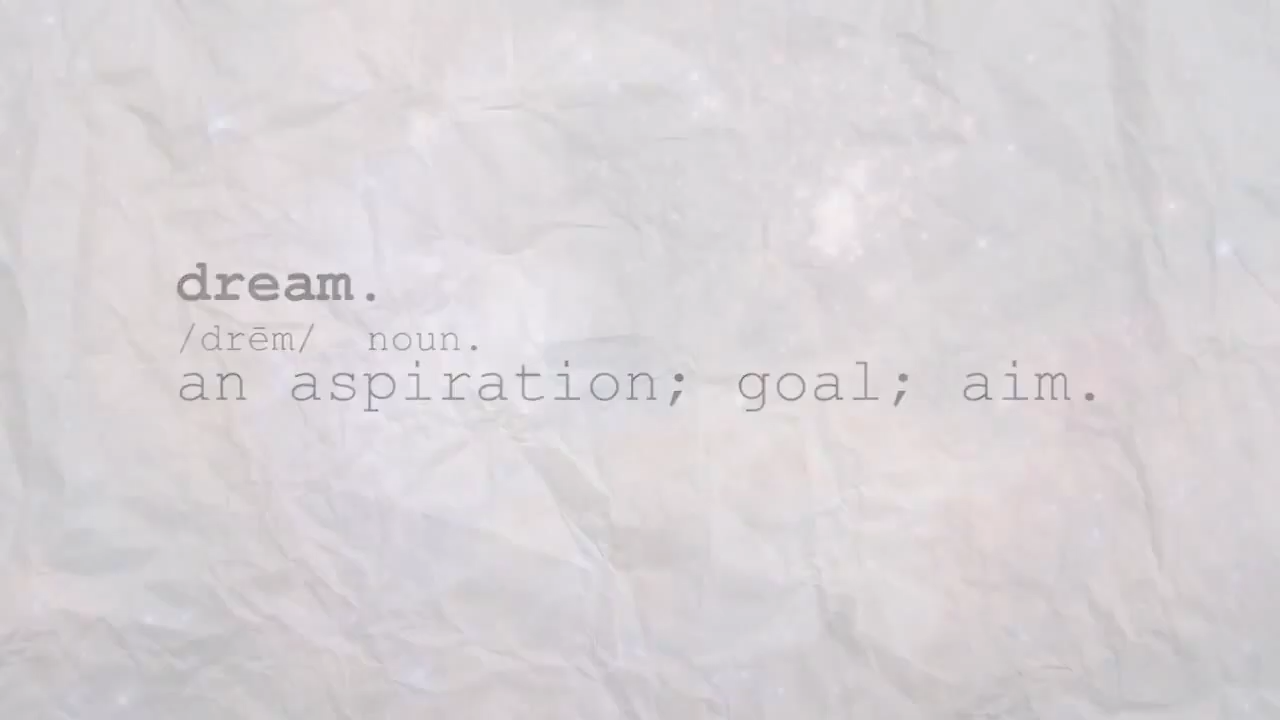 dream.
/drēm/ noun.
an aspiration; goal; aim.